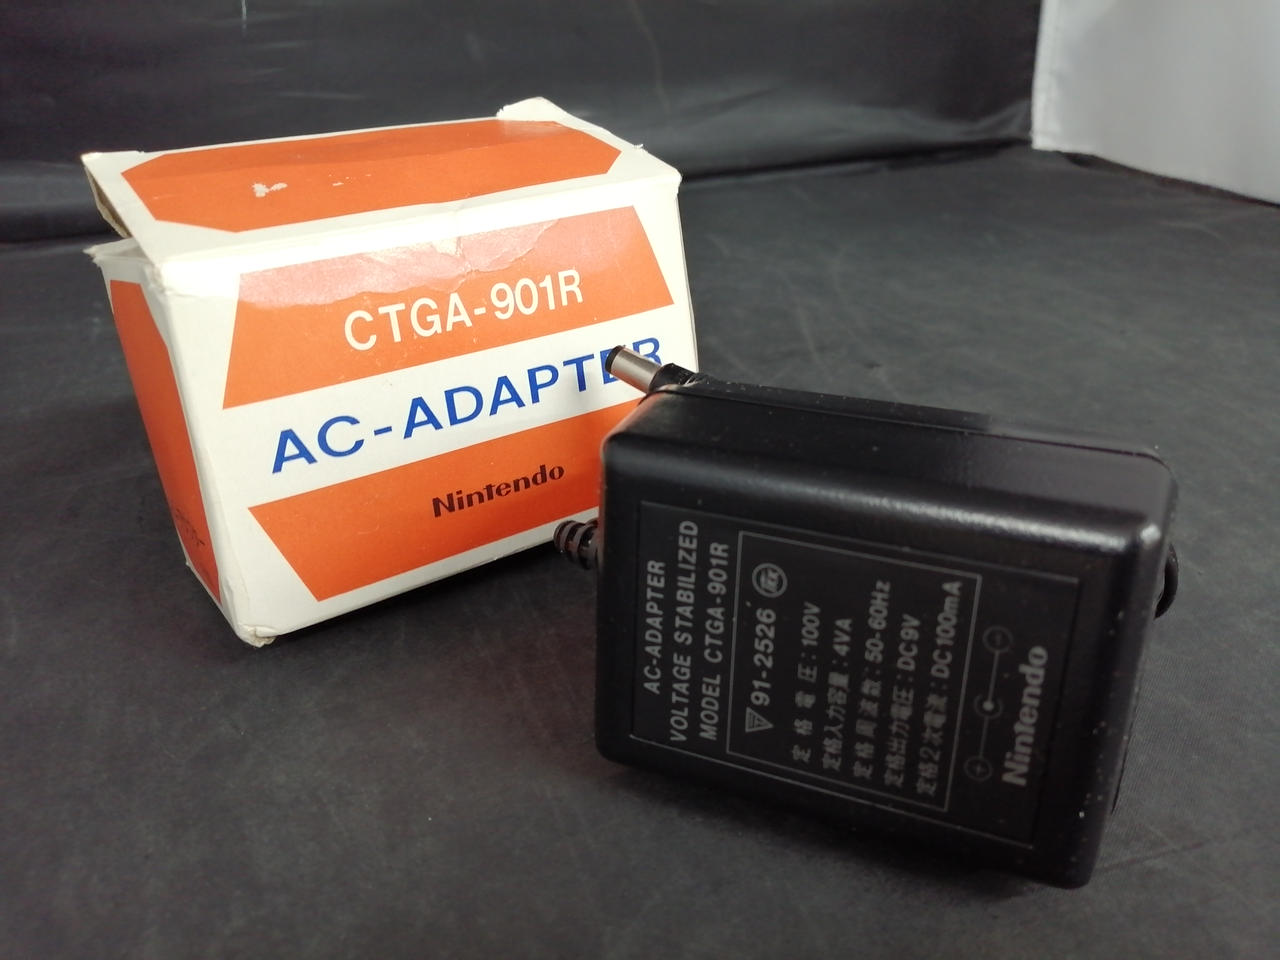 CTGA-901R
AC-ADAPTER
Nintendo
AC-ADAPTER
VOLTAGE STABILIZED
MODEL CTGA-901R
91-2526
定格電圧:100V
定格入力容量:4VA
定格周波数:50-60Hz
定格出力電圧:DC9V
定格2次電流:DC100mA
Nintendo